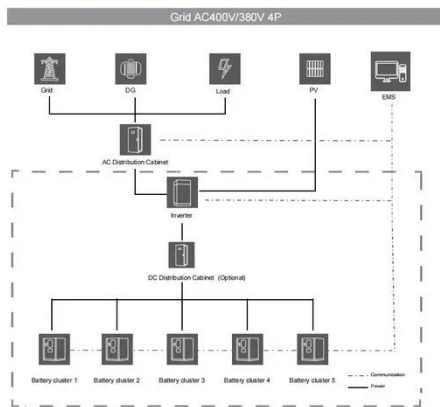 Grid AC400V/380V 4P
Grid
DG
Load
PV
EMS
AC Distribution Cabinet
Inverter
DC Distribution Cabinet (Optional)
Battery cluster 1
Battery cluster 2
Battery cluster 3
Battery cluster 4
Battery cluster 5
Communication
Power